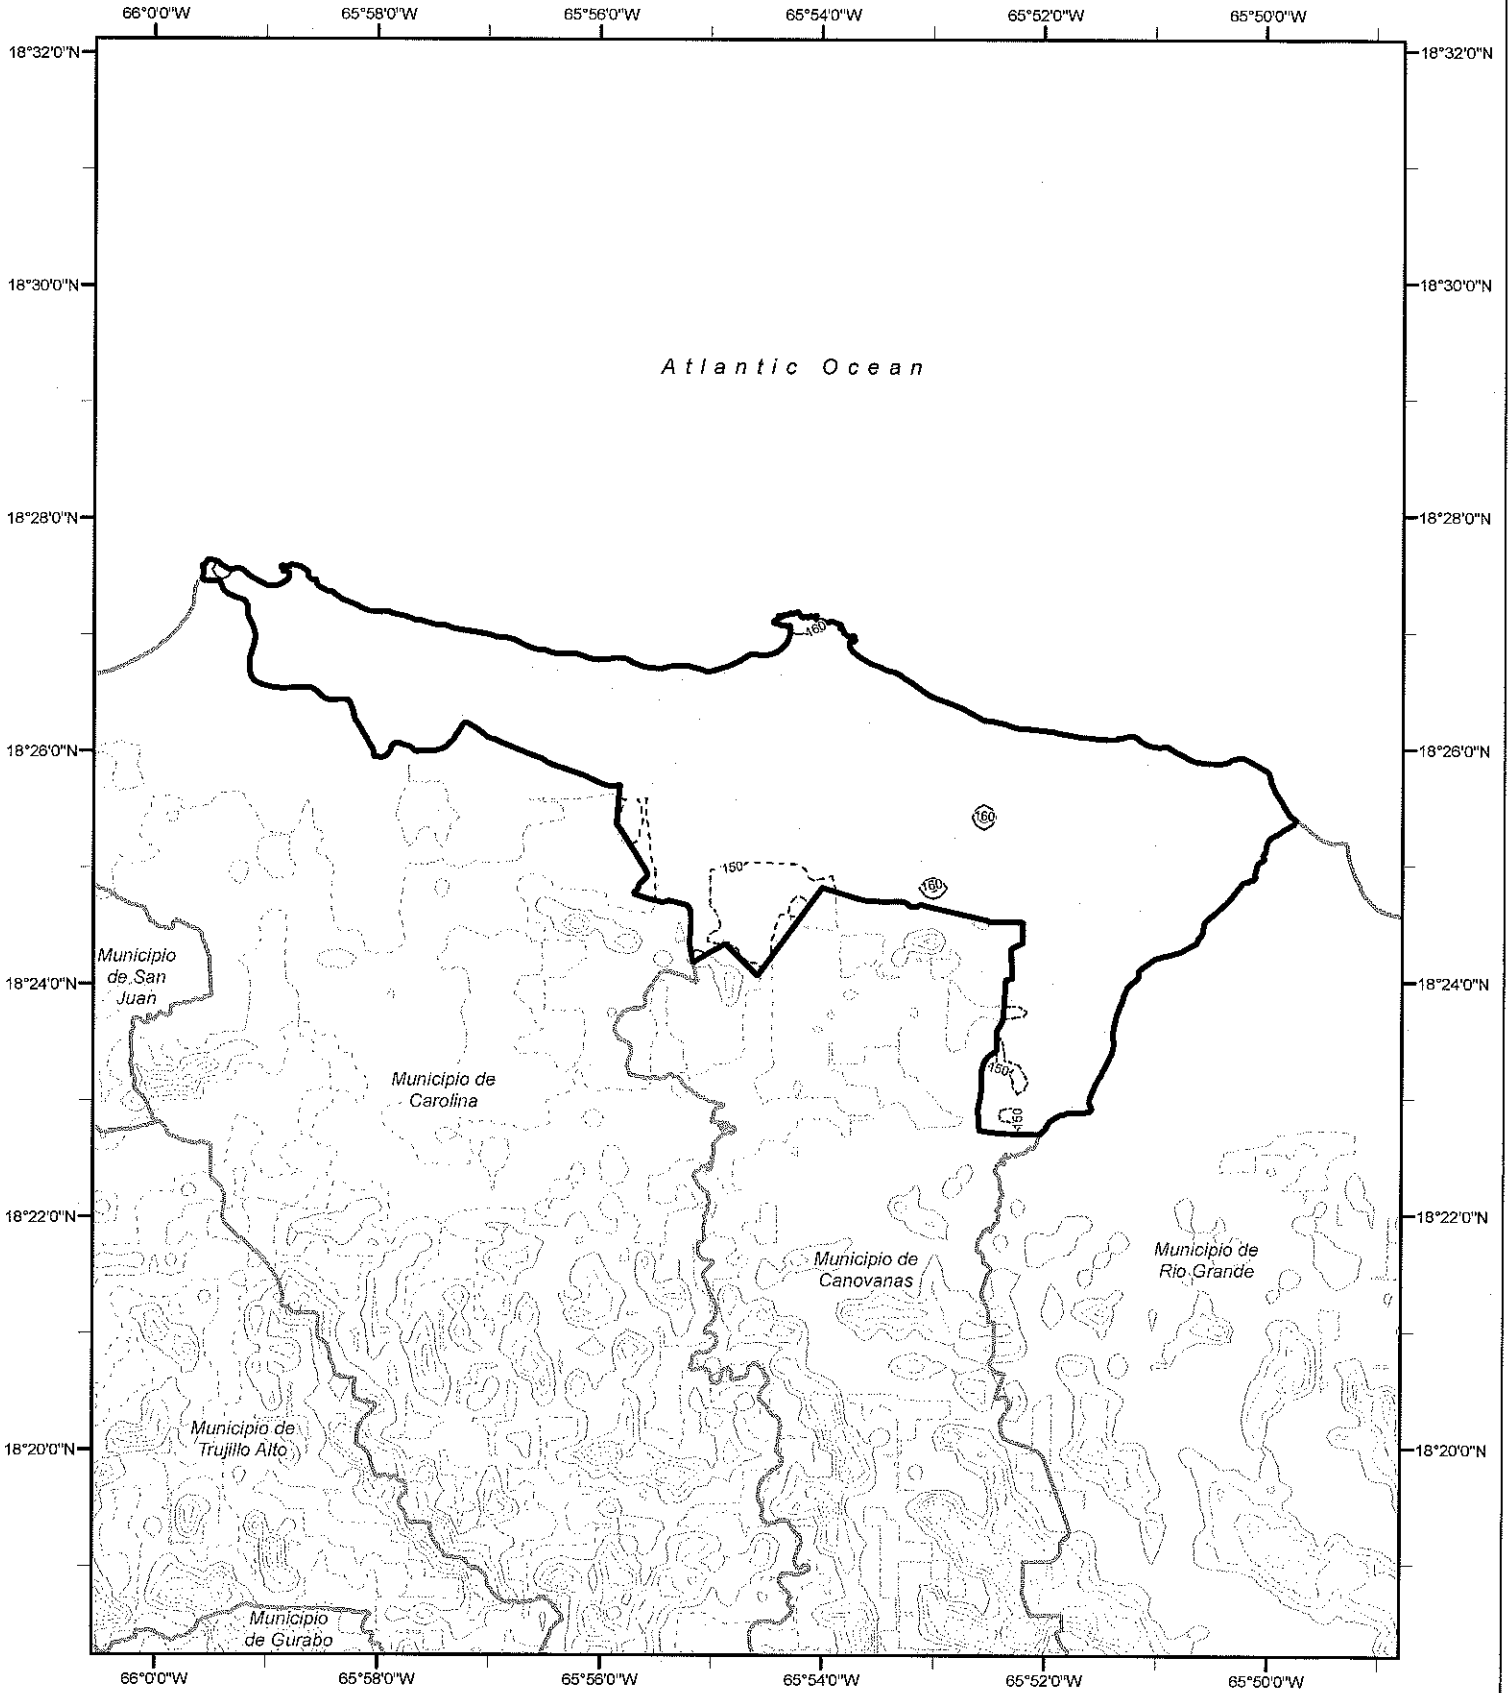 66°0'0"W 65°58'0"W 65°56'0"W 65°54'0"W 65°52'0"W 65°50'0"W
18°32'0"N 18°32'0"N
18°30'0"N 18°30'0"N
Atlantic Ocean
18°28'0"N 18°28'0"N
160
18°26'0"N 18°26'0"N
160
150
160
Municipio
de San
Juan
18°24'0"N 18°24'0"N
150
Municipio de
Carolina
150
18°22'0"N 18°22'0"N
Municipio de
Canovanas
Municipio de
Rio Grande
Municipio de
Trujillo Alto
18°20'0"N 18°20'0"N
Municipio
de Gurabo
66°0'0"W 65°58'0"W 65°56'0"W 65°54'0"W 65°52'0"W 65°50'0"W